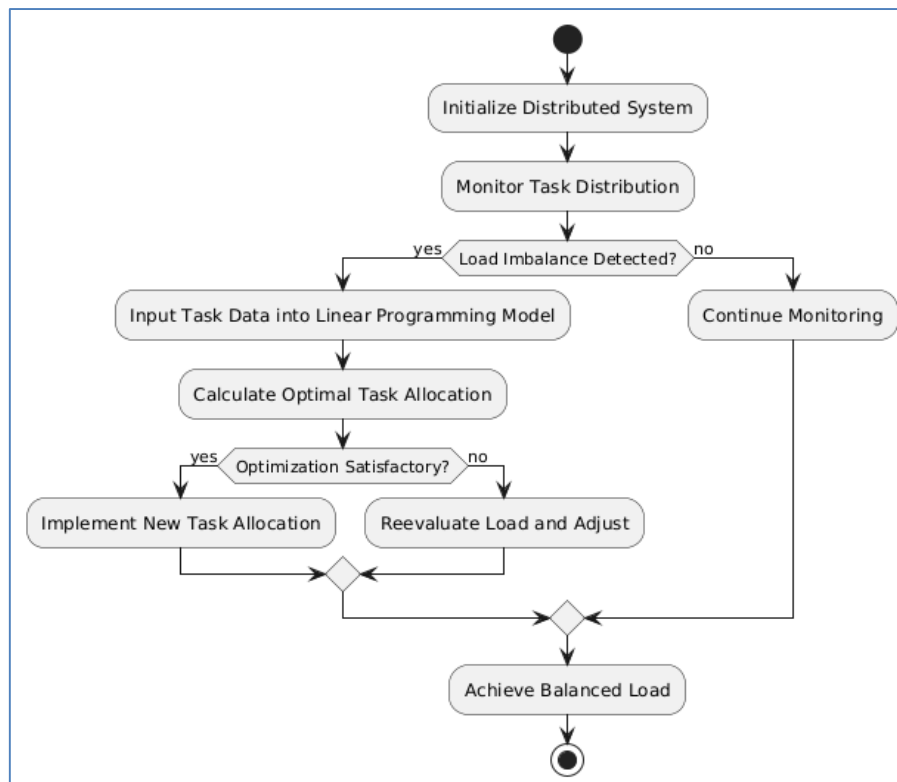 Initialize Distributed System
Monitor Task Distribution
yes
Load Imbalance Detected?
no
Input Task Data into Linear Programming Model
Continue Monitoring
Calculate Optimal Task Allocation
yes
Optimization Satisfactory?
no
Implement New Task Allocation
Reevaluate Load and Adjust
Achieve Balanced Load